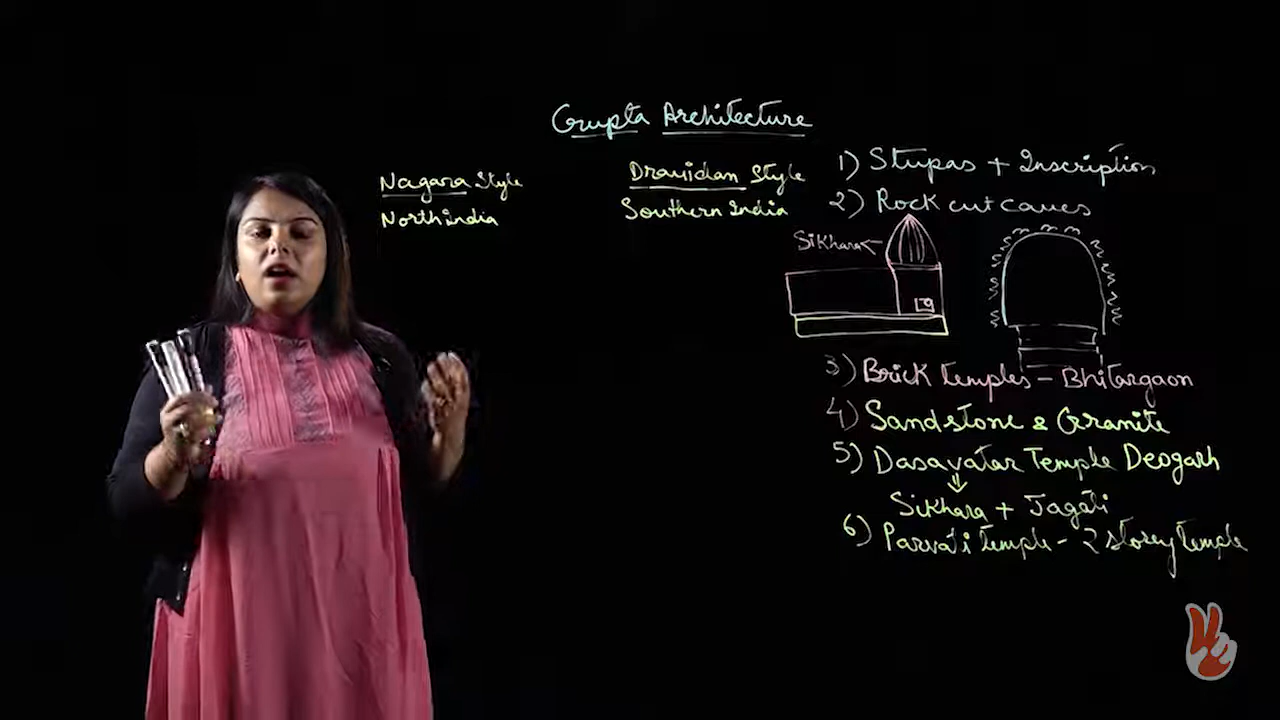 Gupta Architecture
Nagara Style
North India
Dravidan Style
Southern India
1) Stupas + Inscription
2) Rock cut caves
Sikhara
3) Brick temples - Bhitargaon
4) Sandstone & Granite
5) Dasavatar Temple Deogarh
Sikhara + Jagati
6) Parvati temple - 2 storey temple